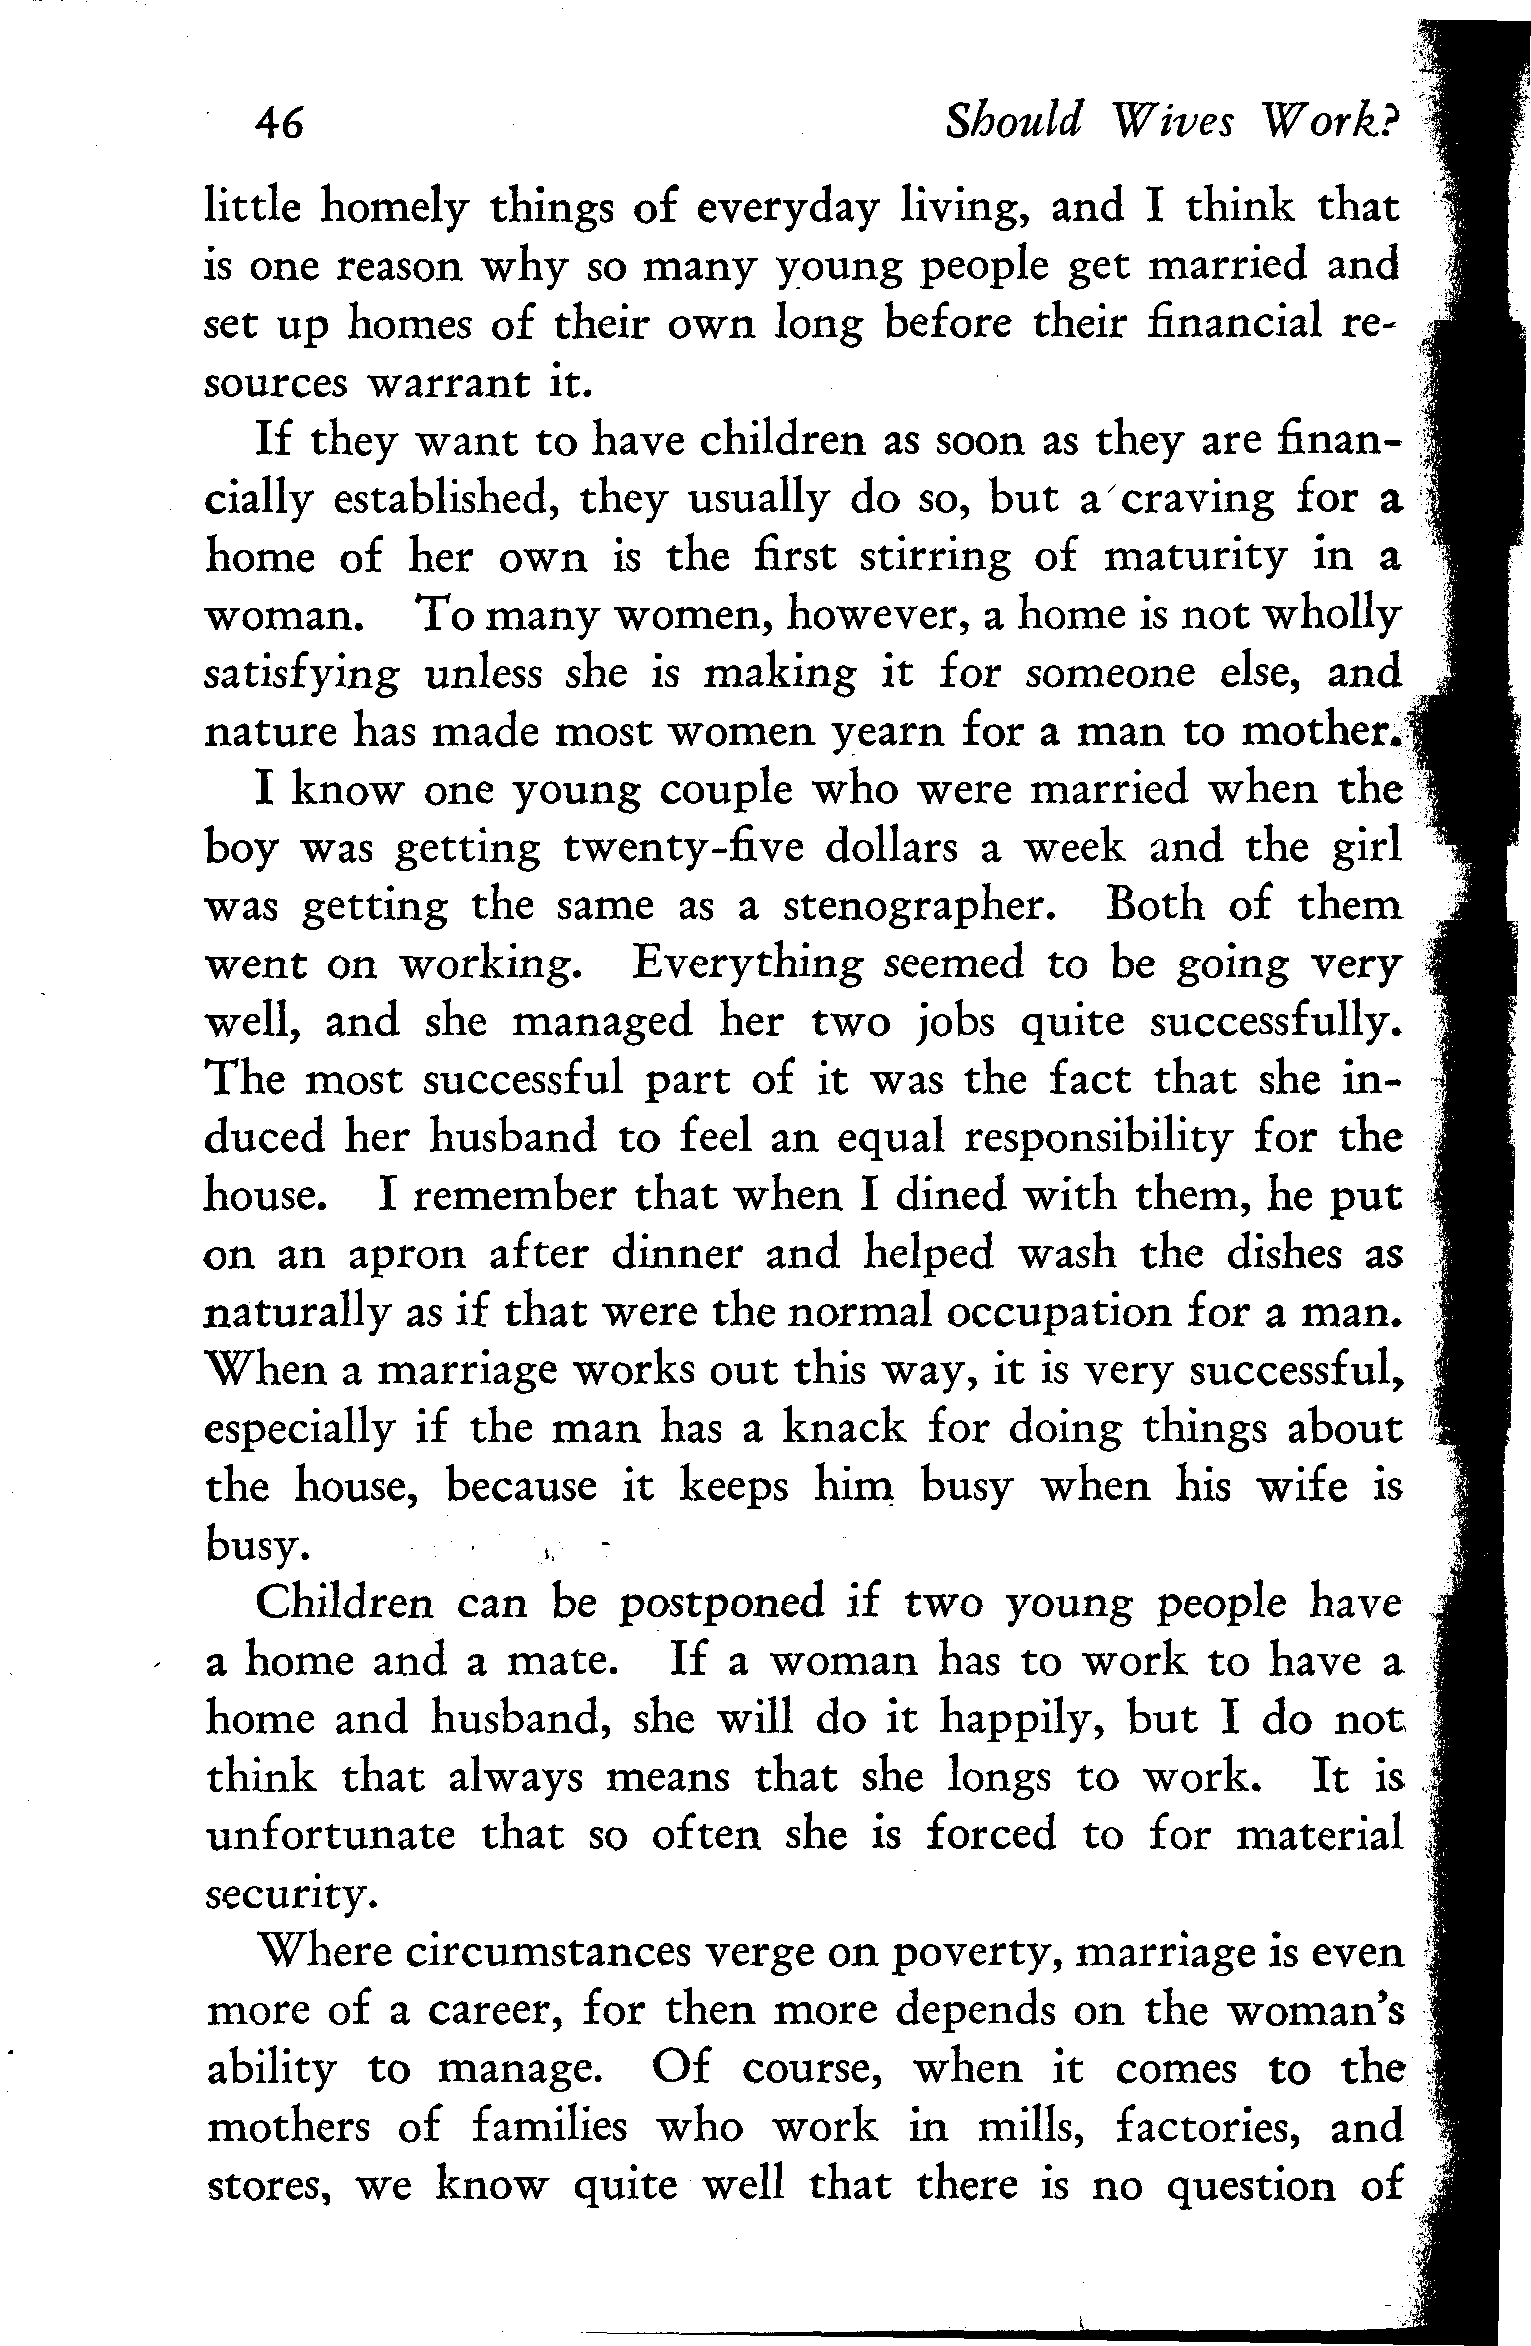 46 Should Wives Work?
little homely things of everyday living, and I think that
is one reason why so many young people get married and
set up homes of their own long before their financial re-
sources warrant it.
If they want to have children as soon as they are finan-
cially established, they usually do so, but a craving for a
home of her own is the first stirring of maturity in a
woman. To many women, however, a home is not wholly
satisfying unless she is making it for someone else, and
nature has made most women yearn for a man to mother.
I know one young couple who were married when the
boy was getting twenty-five dollars a week and the girl
was getting the same as a stenographer. Both of them
went on working. Everything seemed to be going very
well, and she managed her two jobs quite successfully.
The most successful part of it was the fact that she in-
duced her husband to feel an equal responsibility for the
house. I remember that when I dined with them, he put
on an apron after dinner and helped wash the dishes as
naturally as if that were the normal occupation for a man.
When a marriage works out this way, it is very successful,
especially if the man has a knack for doing things about
the house, because it keeps him busy when his wife is
busy.
Children can be postponed if two young people have
a home and a mate. If a woman has to work to have a
home and husband, she will do it happily, but I do not
think that always means that she longs to work. It is
unfortunate that so often she is forced to for material
security.
Where circumstances verge on poverty, marriage is even
more of a career, for then more depends on the woman's
ability to manage. Of course, when it comes to the
mothers of families who work in mills, factories, and
stores, we know quite well that there is no question of